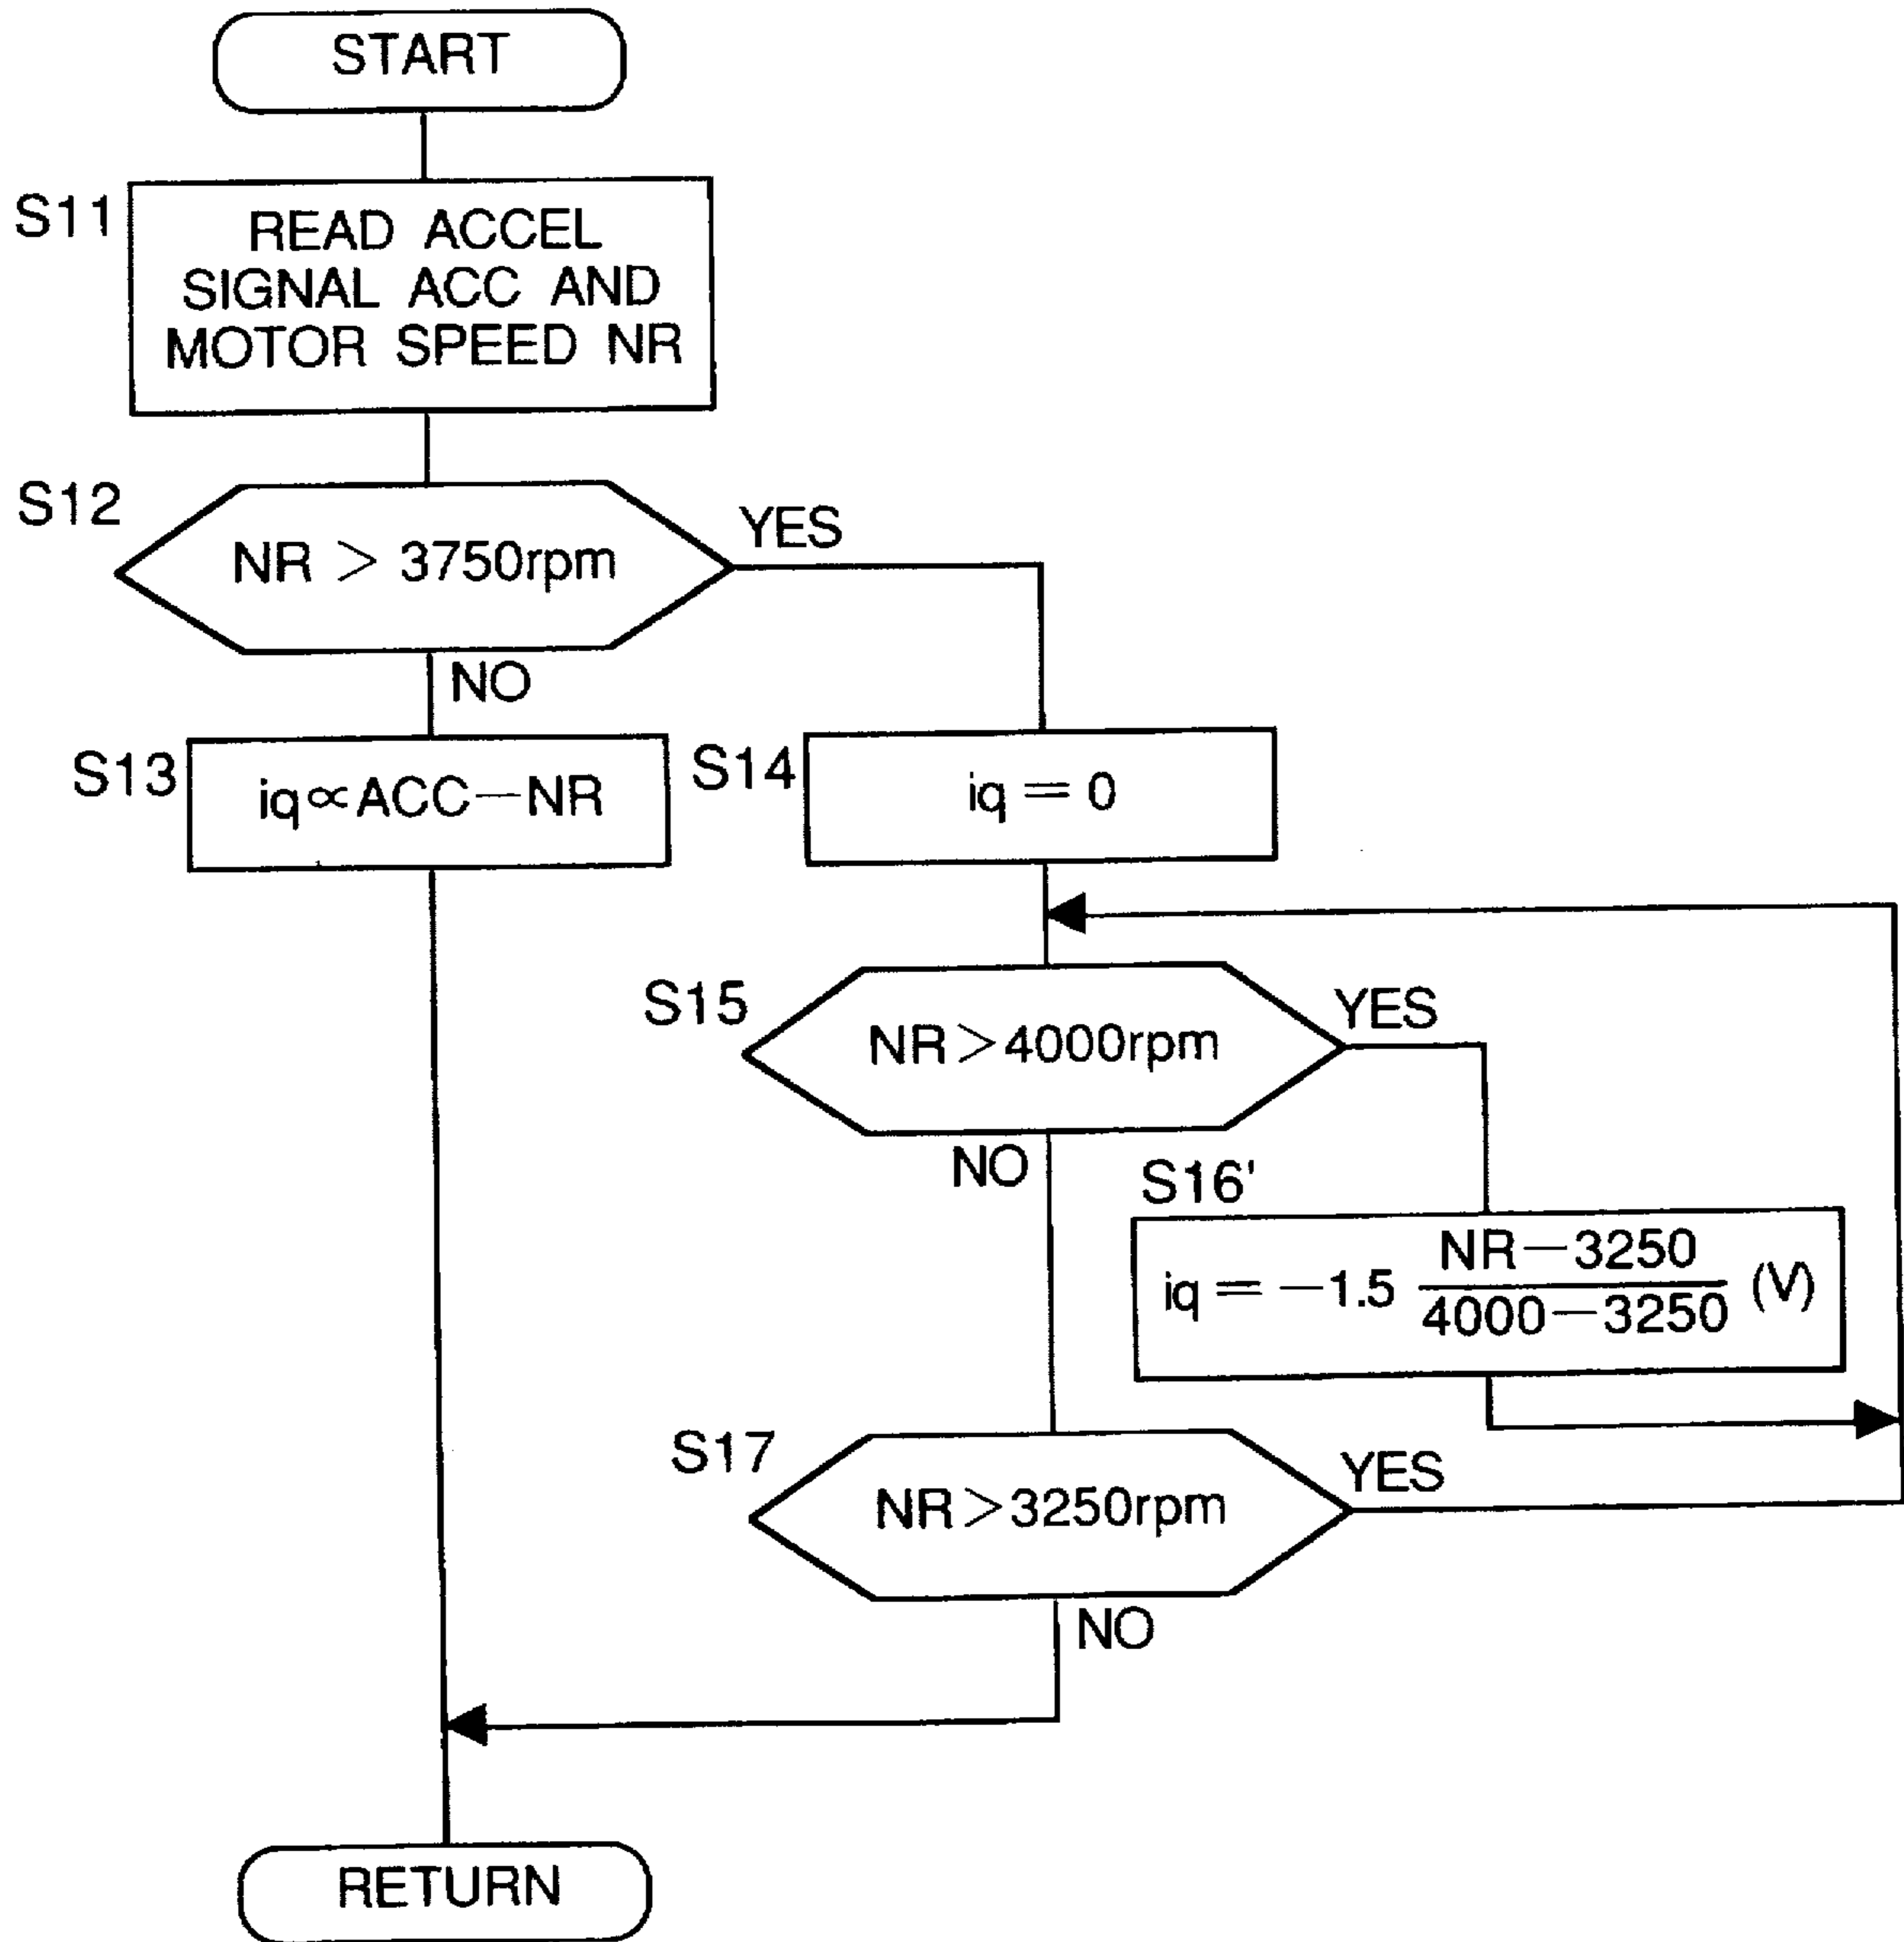 START
S11
READ ACCEL
SIGNAL ACC AND
MOTOR SPEED NR
S12
NR > 3750rpm
YES
NO
S13
iq∝ACC−NR
S14
iq = 0
S15
NR>4000rpm
YES
NO
S16'
iq = −1.5 NR−3250 / 4000−3250 (V)
S17
NR>3250rpm
YES
NO
RETURN